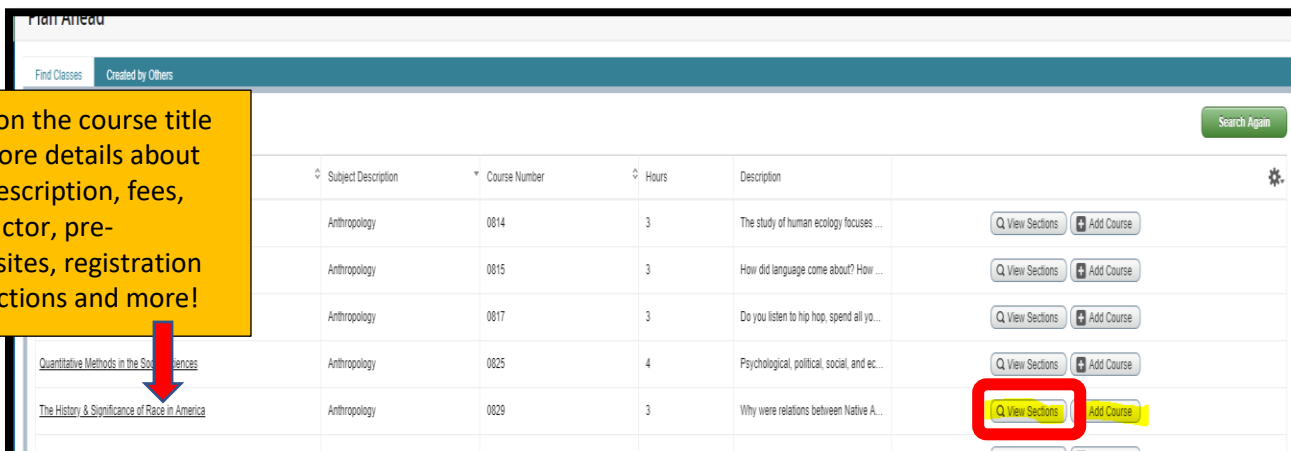 Plan Ahead
Find Classes Created by Others
on the course title
ore details about
escription, fees,
ctor, pre-
sites, registration
ctions and more!
Search Again
Subject Description Course Number Hours Description
Anthropology 0814 3 The study of human ecology focuses ... View Sections Add Course
Anthropology 0815 3 How did language come about? How ... View Sections Add Course
Anthropology 0817 3 Do you listen to hip hop, spend all yo... View Sections Add Course
Quantitative Methods in the Social Sciences Anthropology 0825 4 Psychological, political, social, and ec... View Sections Add Course
The History & Significance of Race in America Anthropology 0829 3 Why were relations between Native A... View Sections Add Course